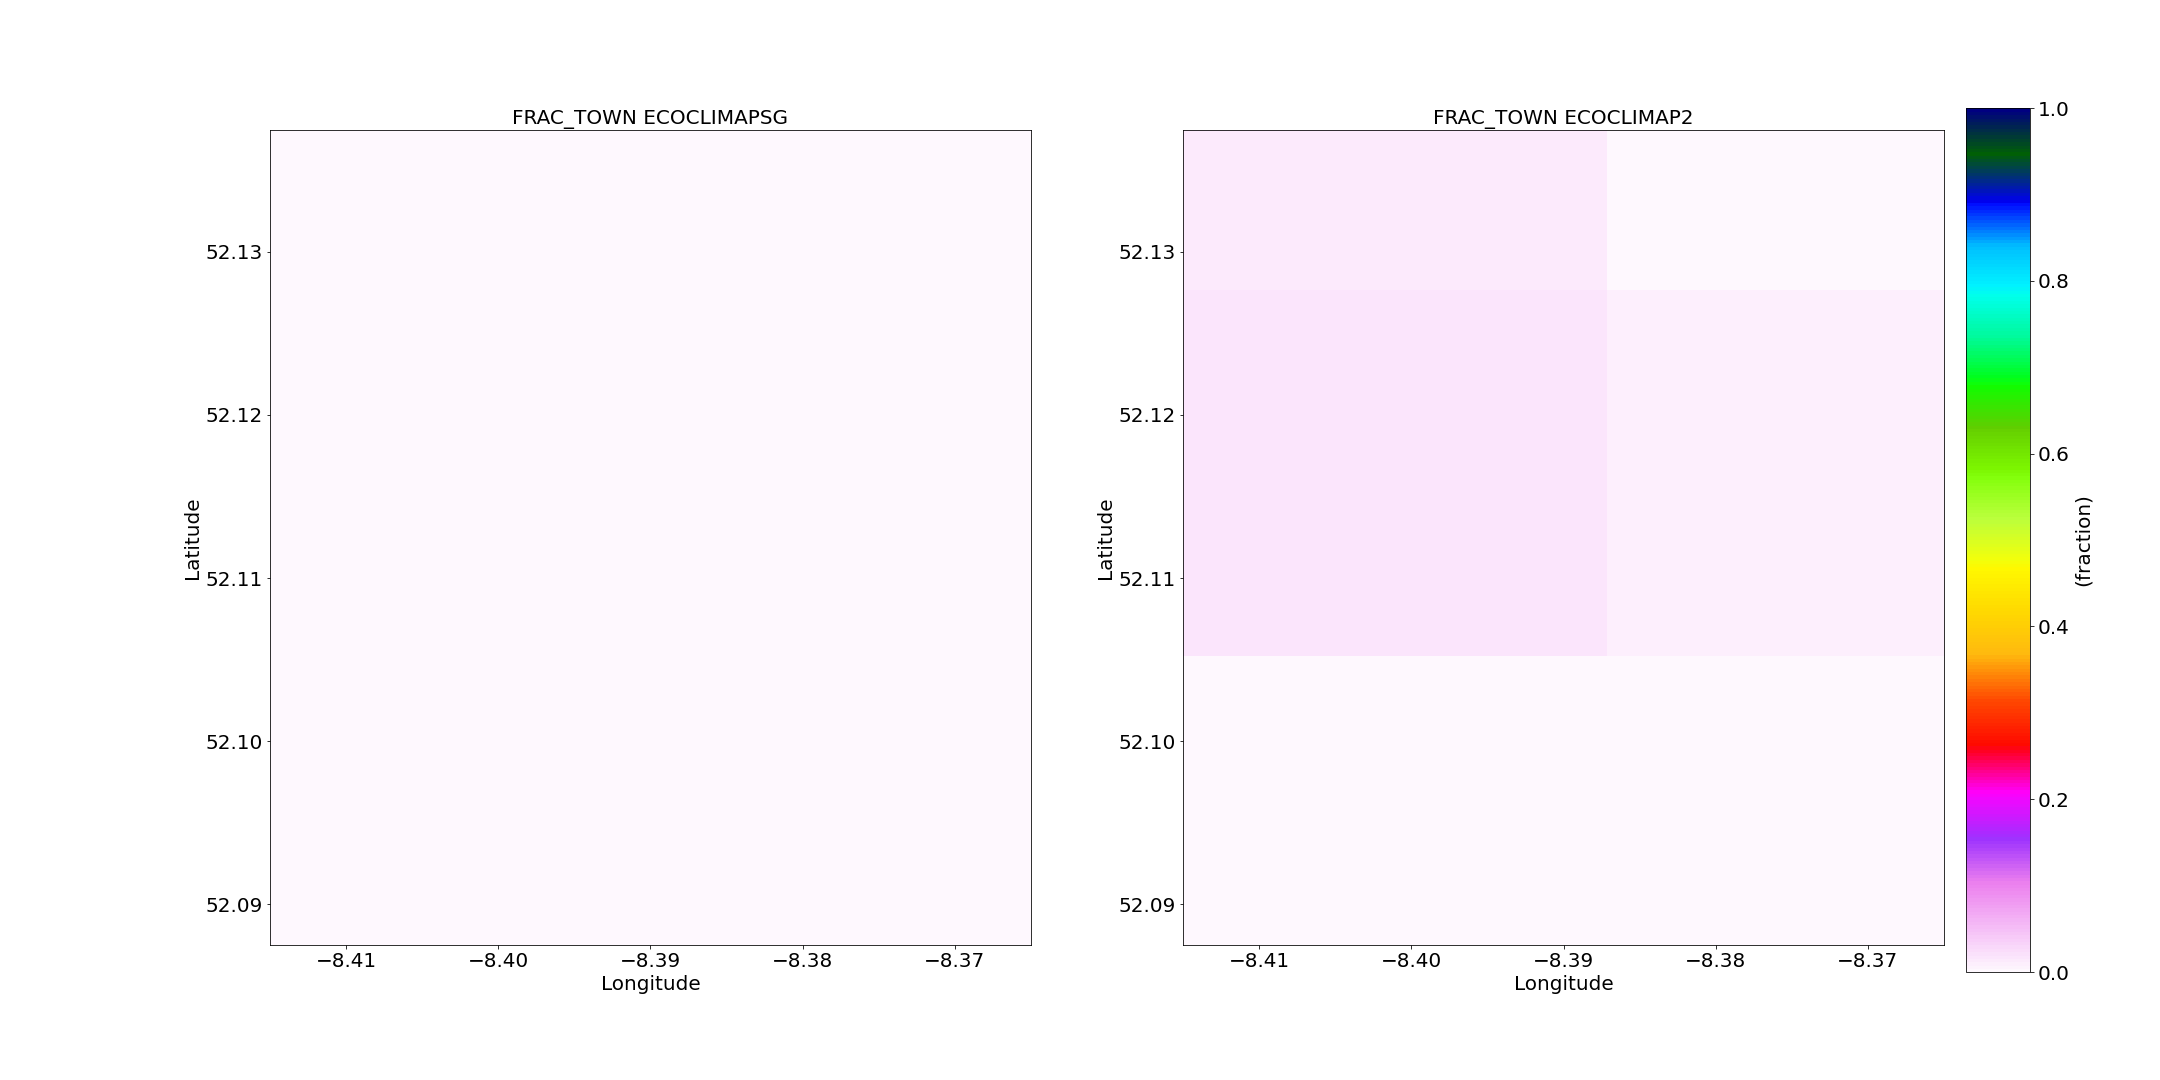 FRAC_TOWN ECOCLIMAPSG
52.13
52.12
52.11
52.10
52.09
Latitude
−8.41 −8.40 −8.39 −8.38 −8.37
Longitude
FRAC_TOWN ECOCLIMAP2
52.13
52.12
52.11
52.10
52.09
Latitude
−8.41 −8.40 −8.39 −8.38 −8.37
Longitude
1.0
0.8
0.6
0.4
0.2
0.0
(fraction)